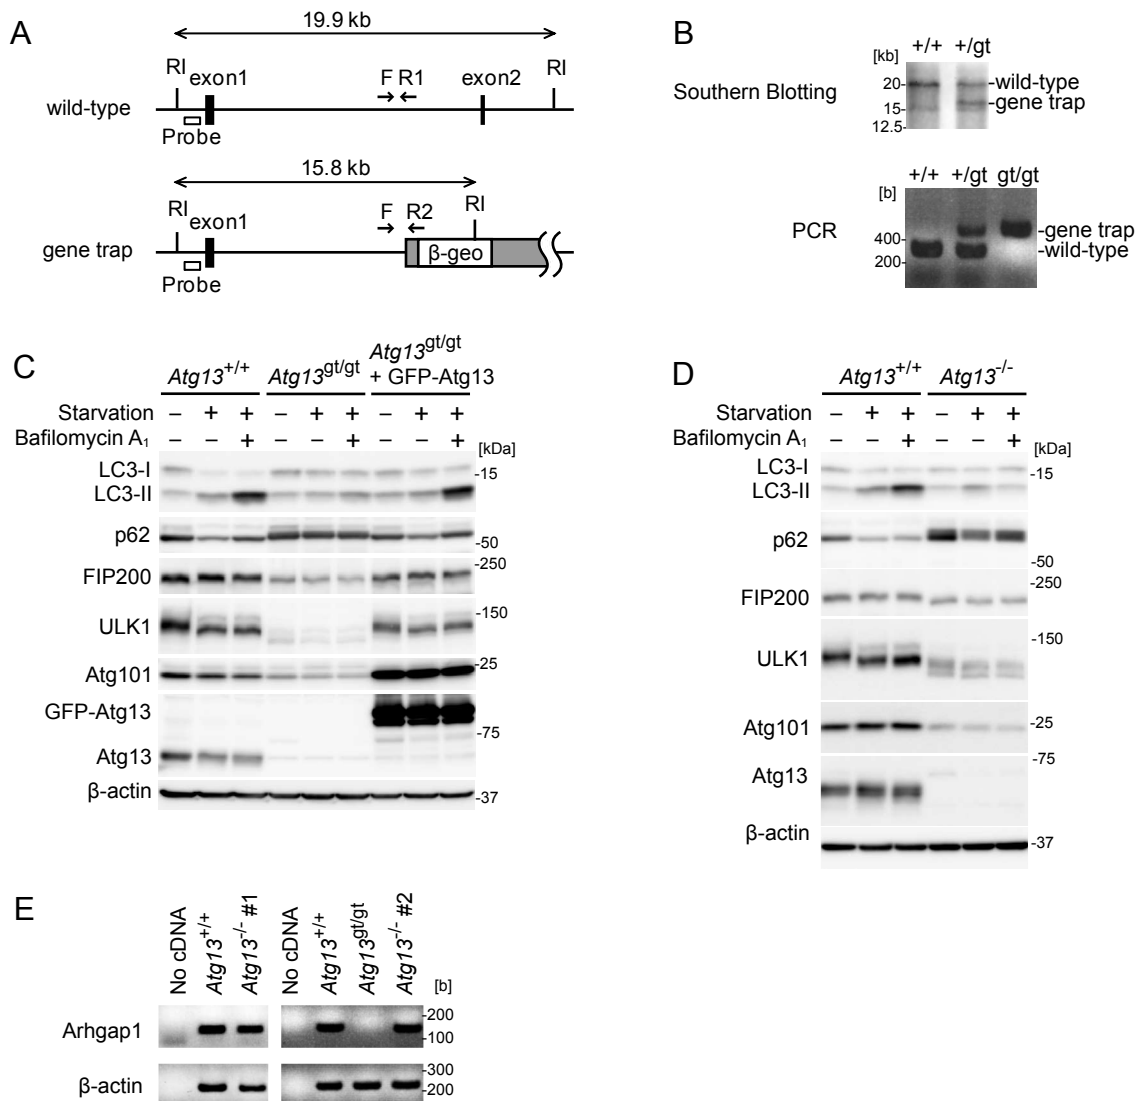 A
19.9 kb
RI
exon1
F
R1
exon2
RI
wild-type
Probe
15.8 kb
RI
exon1
F
R2
RI
gene trap
β-geo
Probe
B
+/+ +/gt
[kb]
Southern Blotting
20- -wild-type
15- -gene trap
12.5-
+/+ +/gt gt/gt
[b]
PCR
-gene trap
400-
-wild-type
200-
C
Atg13+/+ Atg13gt/gt Atg13gt/gt + GFP-Atg13
Starvation – + + – + + – + +
Bafilomycin A1 – – + – – + – – +
[kDa]
LC3-I -15
LC3-II
p62 -50
FIP200 -250
ULK1 -150
Atg101 -25
GFP-Atg13
-75
Atg13
β-actin -37
D
Atg13+/+ Atg13-/-
Starvation – + + – + +
Bafilomycin A1 – – + – – +
[kDa]
LC3-I -15
LC3-II
p62
-50
-250
FIP200
-150
ULK1
Atg101 -25
-75
Atg13
β-actin -37
E
No cDNA
Atg13+/+
Atg13-/- #1
No cDNA
Atg13+/+
Atg13gt/gt
Atg13-/- #2
[b]
-200
Arhgap1
-100
-300
β-actin
-200